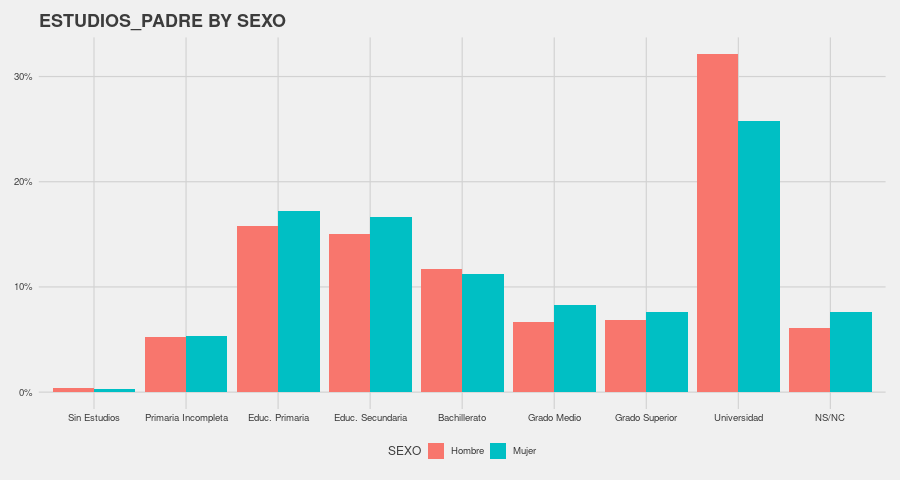 ESTUDIOS_PADRE BY SEXO
30%
20%
10%
0%
Sin Estudios Primaria Incompleta Educ. Primaria Educ. Secundaria Bachillerato Grado Medio Grado Superior Universidad NS/NC
SEXO Hombre Mujer